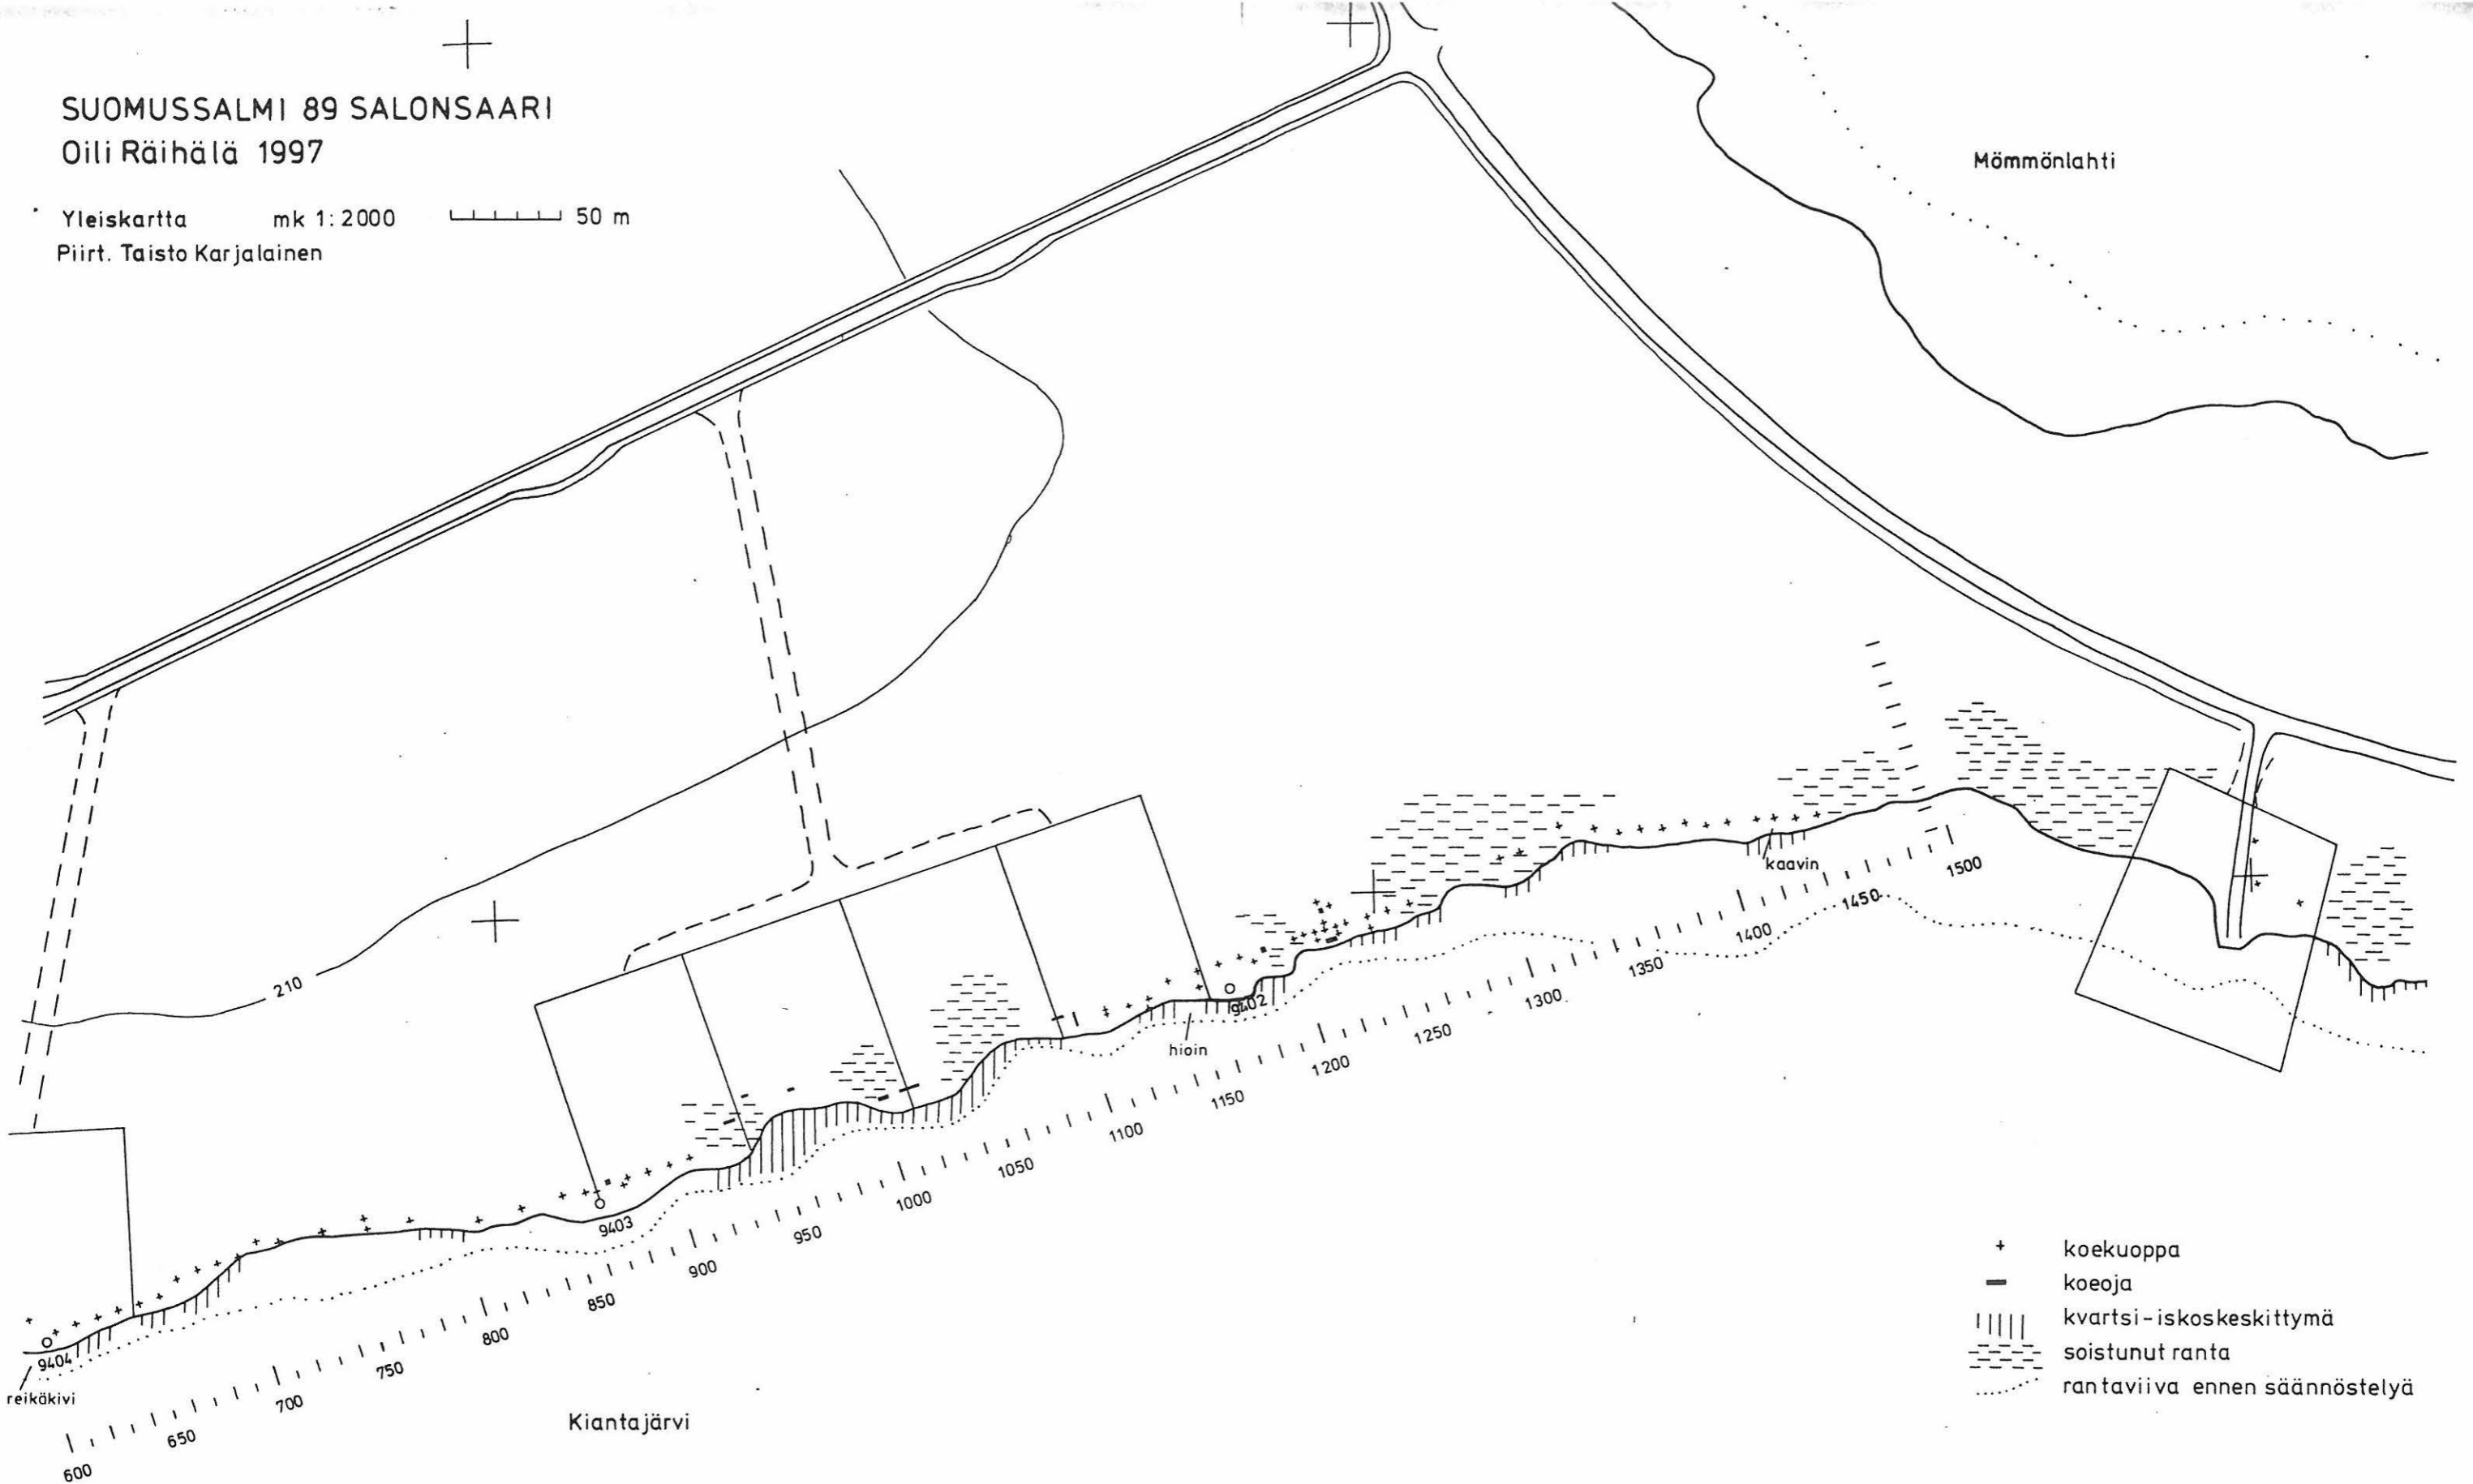 SUOMUSSALMI 89 SALONSAARI
Oili Räihälä 1997
Yleiskartta mk 1:2000 50 m
Piirt. Taisto Karjalainen
Mömmönlahti
210
kaavin
hioin
9402
9403
9404
reikäkivi
600
650
700
750
800
850
900
950
1000
1050
1100
1150
1200
1250
1300
1350
1400
1450
1500
Kiantajärvi
koekuoppa
koeoja
kvartsi-iskoskeskittymä
soistunut ranta
rantaviiva ennen säännöstelyä